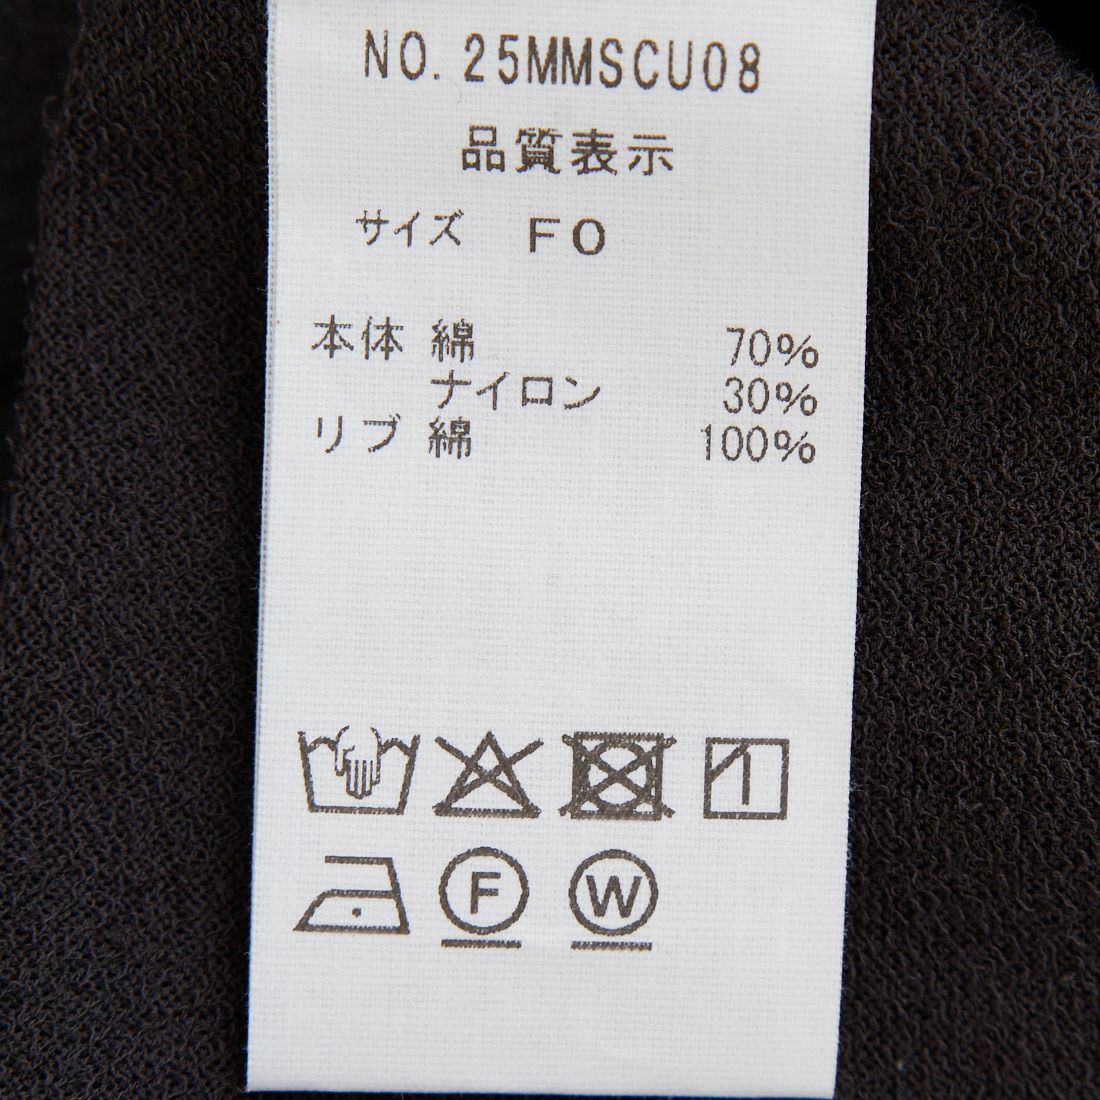 NO. 25MMSCU08
品質表示
サイズ FO
本体 綿 70%
ナイロン 30%
リブ 綿 100%
F W